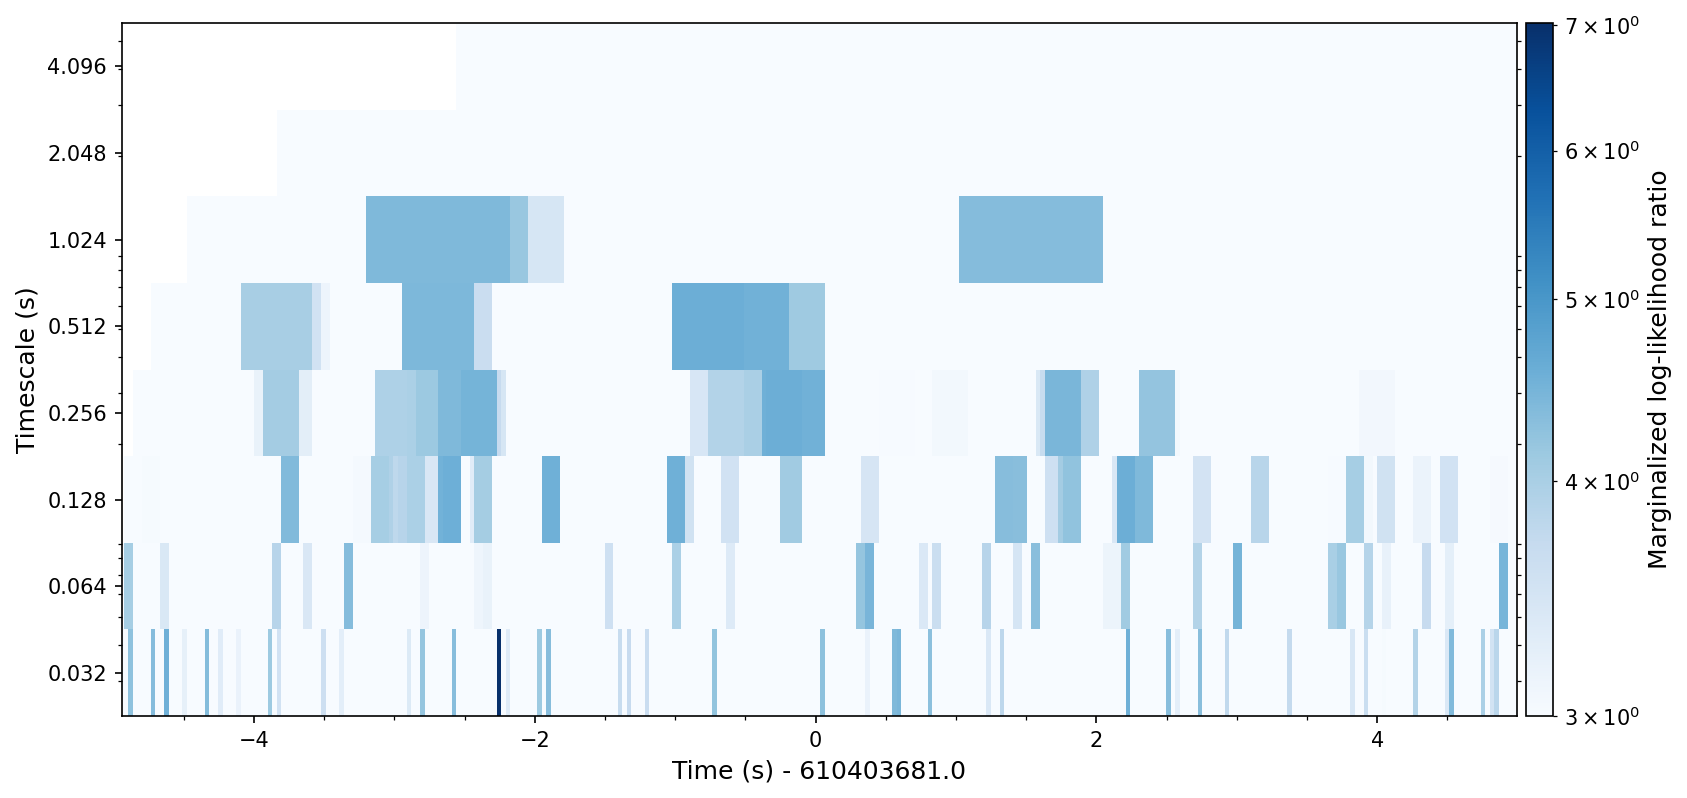 4.096
2.048
1.024
0.512
0.256
0.128
0.064
0.032
Timescale (s)
−4
−2
0
2
4
Time (s) - 610403681.0
7 × 10⁰
6 × 10⁰
5 × 10⁰
4 × 10⁰
3 × 10⁰
Marginalized log-likelihood ratio